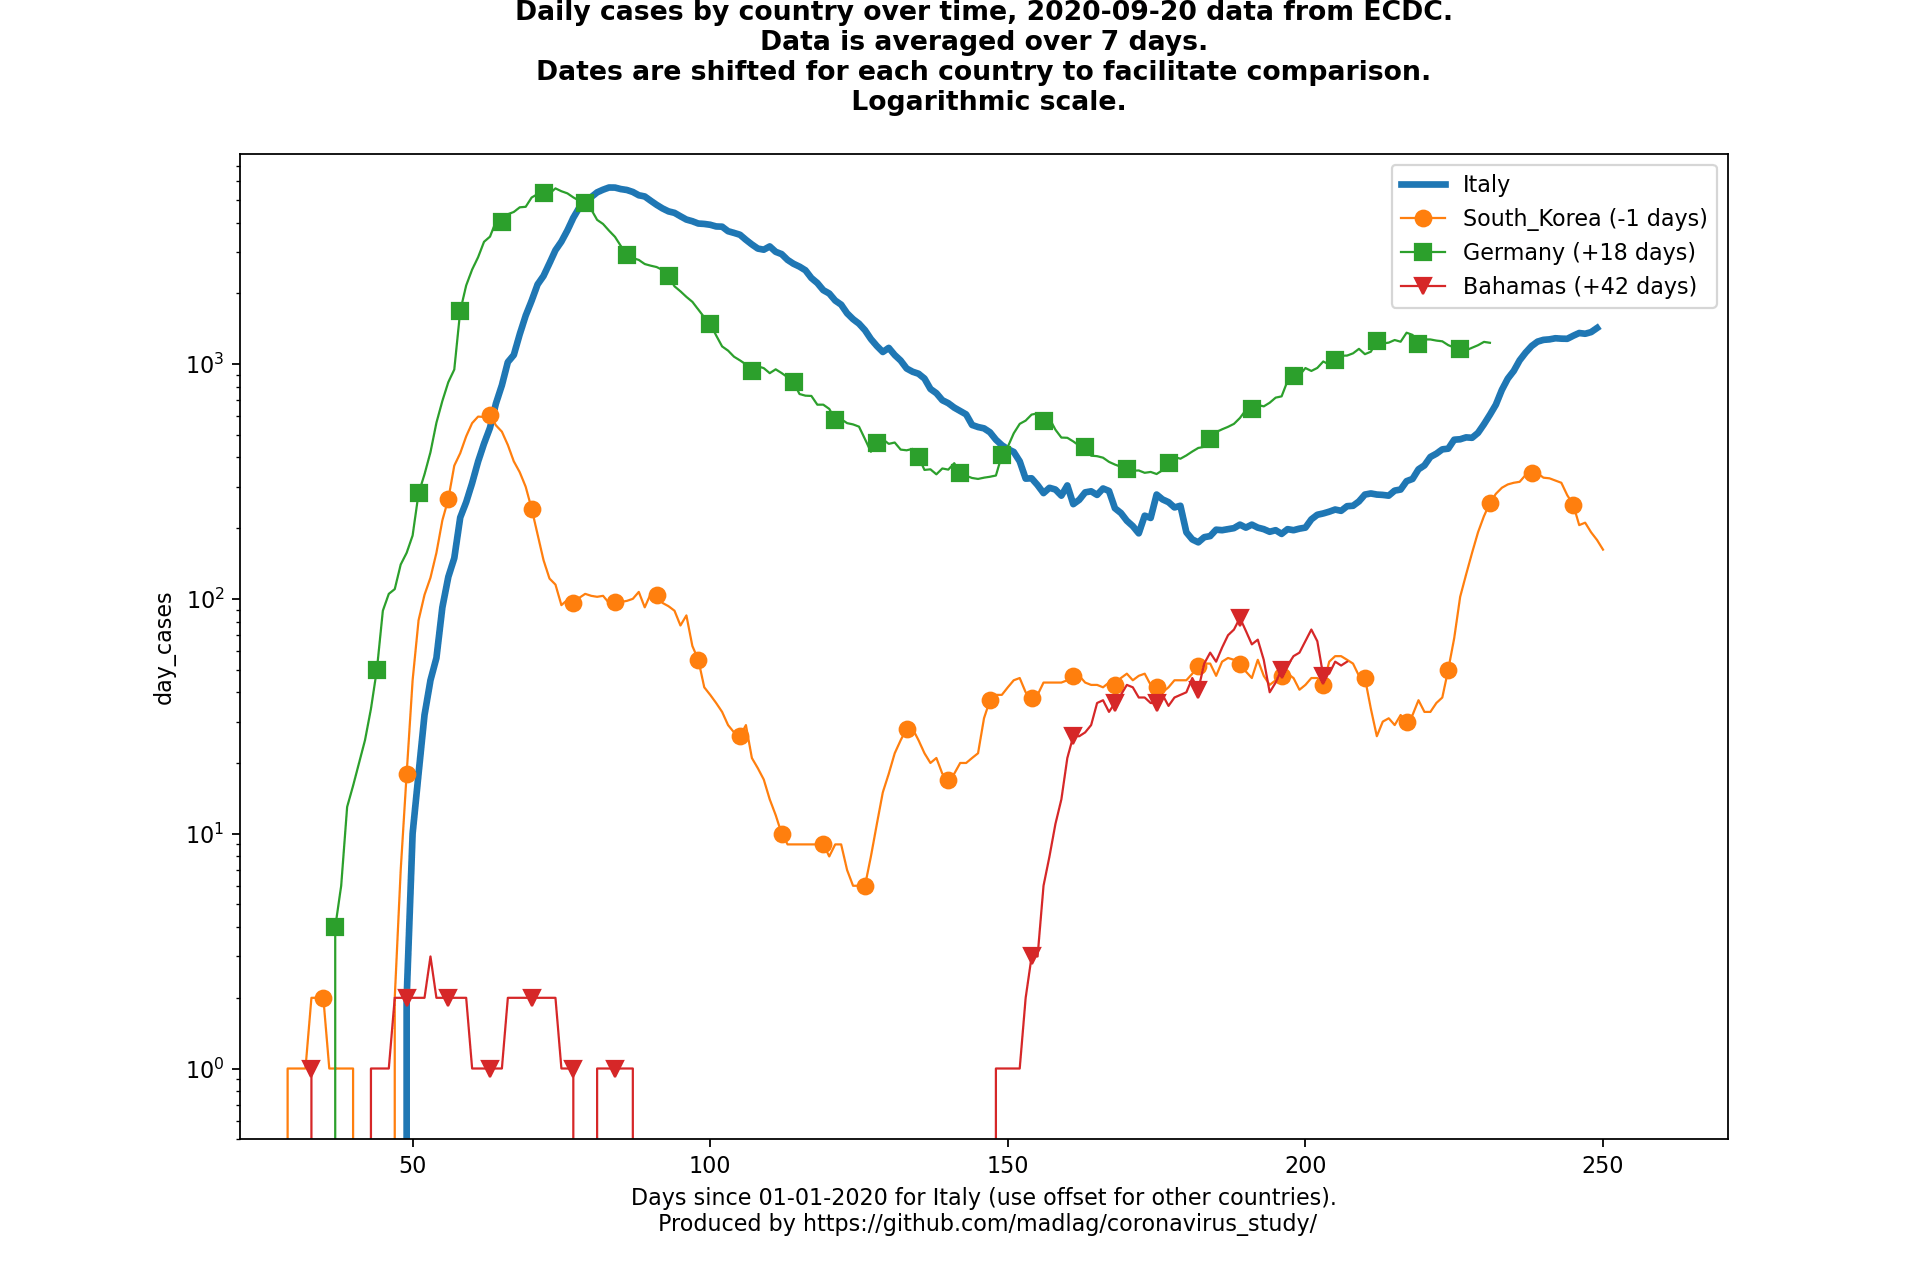 Daily cases by country over time, 2020-09-20 data from ECDC.
Data is averaged over 7 days.
Dates are shifted for each country to facilitate comparison.
Logarithmic scale.
Italy
South_Korea (-1 days)
Germany (+18 days)
Bahamas (+42 days)
day_cases
10³
10²
10¹
10⁰
50 100 150 200 250
Days since 01-01-2020 for Italy (use offset for other countries).
Produced by https://github.com/madlag/coronavirus_study/